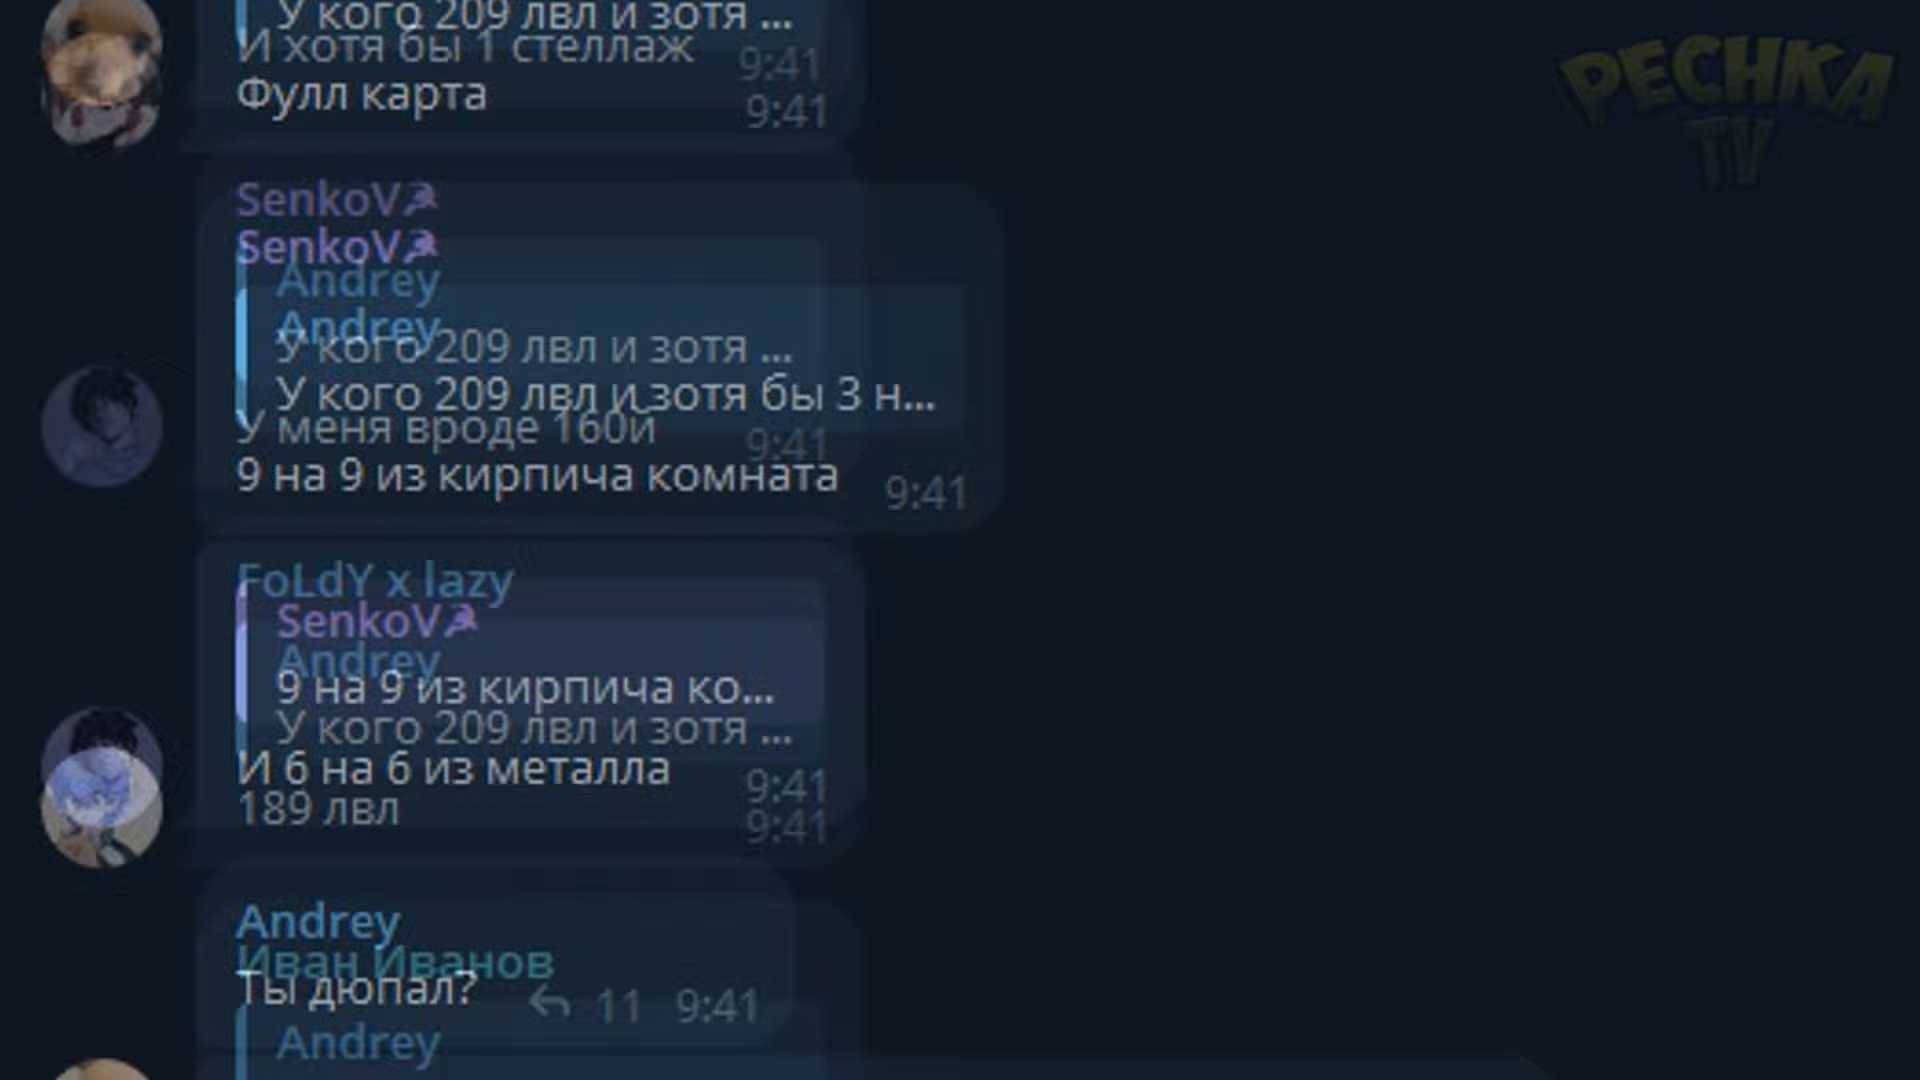 У кого 209 лвл и зотя ...
И хотя бы 1 стеллаж
9:41
Фулл карта
9:41
PECHKA
TV
SenkoV☭
SenkoV☭
Andrey
Andrey
У кого 209 лвл и зотя ...
У кого 209 лвл и зотя бы 3 н...
У меня вроде 160й
9:41
9 на 9 из кирпича комната
9:41
FoLdY x lazy
SenkoV☭
Andrey
9 на 9 из кирпича ко...
У кого 209 лвл и зотя ...
И 6 на 6 из металла
9:41
189 лвл
9:41
Andrey
Иван Иванов
Ты дюпал?
11 9:41
Andrey